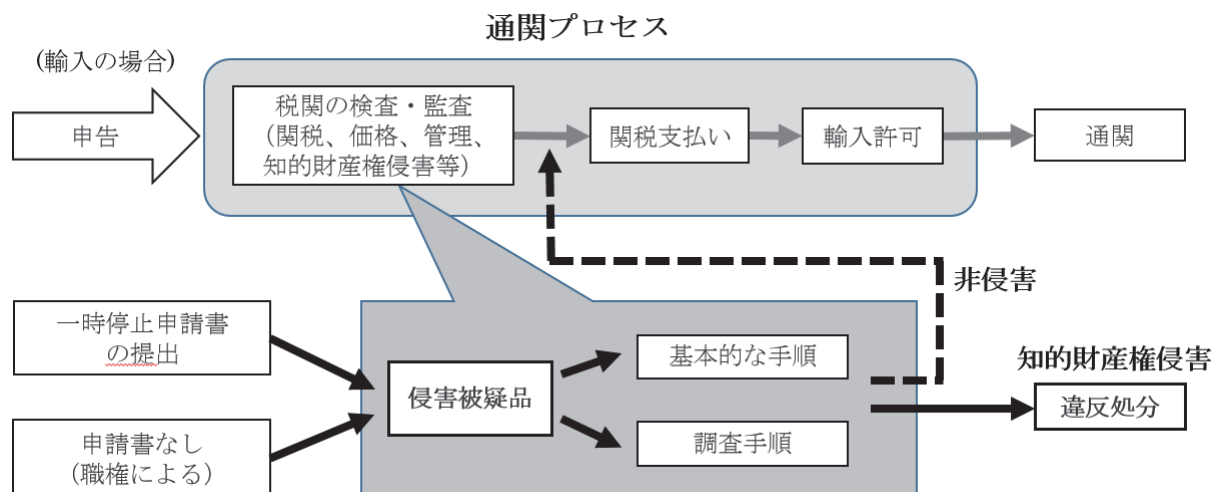 通関プロセス
(輸入の場合)
申告
税関の検査・監査
（関税、価格、管理、
知的財産権侵害等）
関税支払い
輸入許可
通関
非侵害
一時停止申請書
の提出
侵害被疑品
基本的な手順
調査手順
知的財産権侵害
違反処分
申請書なし
（職権による）